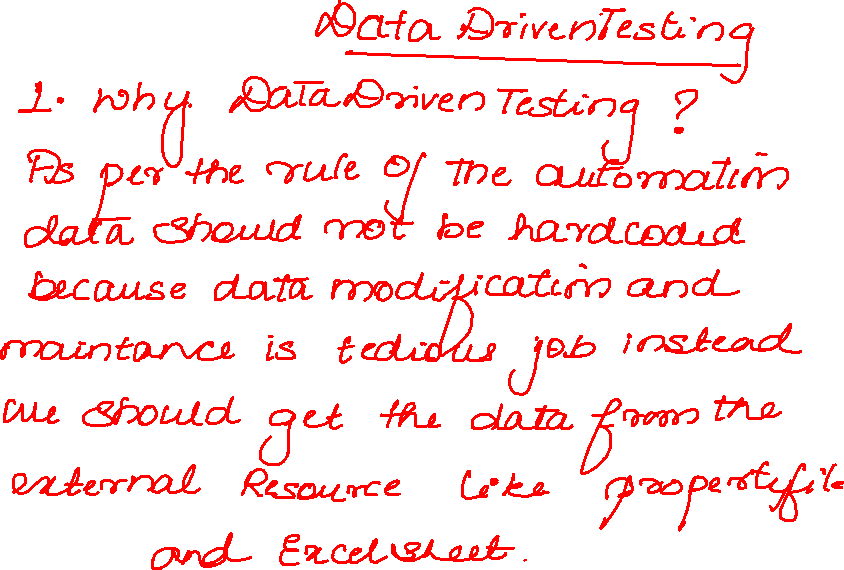 Data DrivenTesting
1. Why DataDriven Testing ?
As per the rule of the automation
data should not be hardcoded
because data modification and
maintance is tedious job instead
we should get the data from the
external Resource like propertyfile
and Excelsheet.